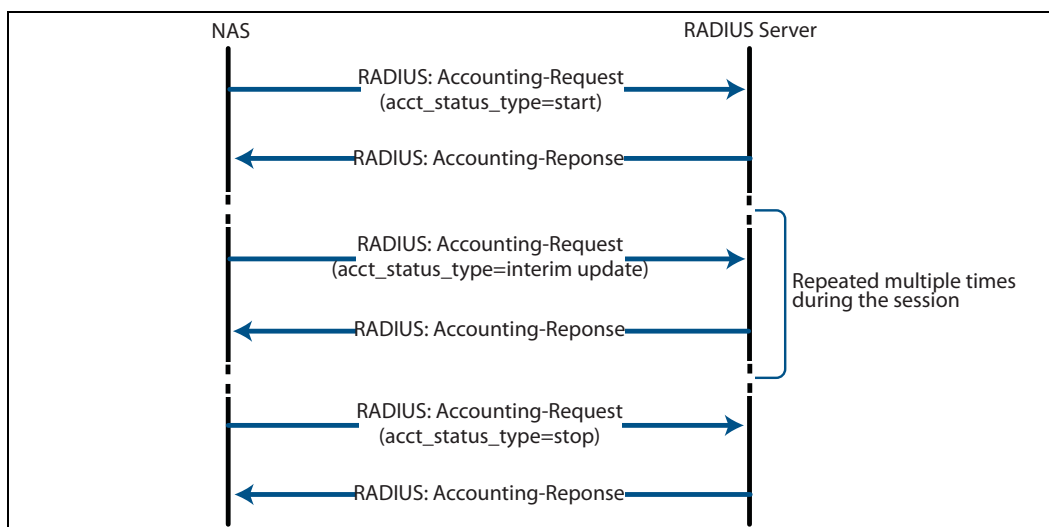 NAS
RADIUS Server
RADIUS: Accounting-Request
(acct_status_type=start)
RADIUS: Accounting-Reponse
RADIUS: Accounting-Request
(acct_status_type=interim update)
Repeated multiple times
during the session
RADIUS: Accounting-Reponse
RADIUS: Accounting-Request
(acct_status_type=stop)
RADIUS: Accounting-Reponse